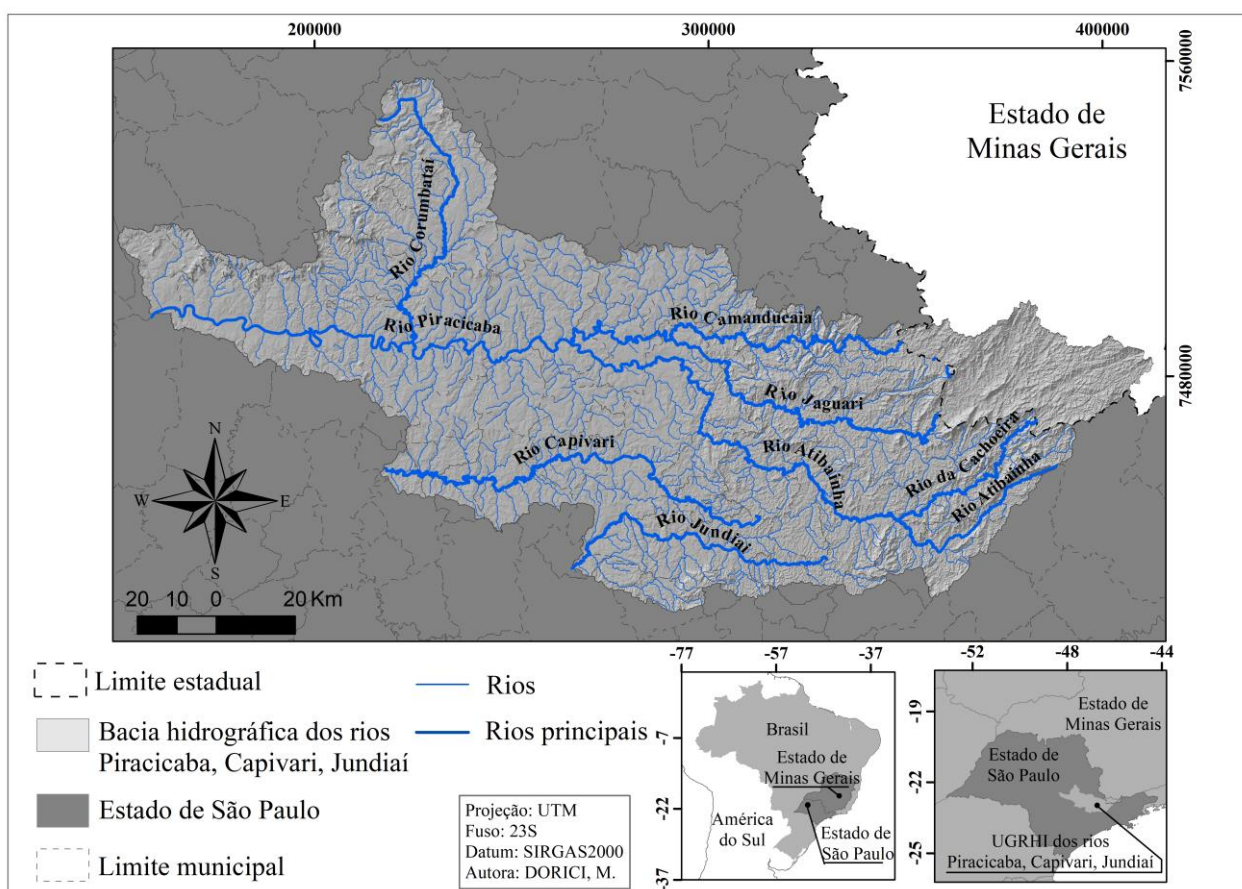 200000
300000
400000
7560000
7480000
Estado de
Minas Gerais
Rio Corumbataí
Rio Piracicaba
Rio Camanducaia
Rio Jaguari
Rio Capivari
Rio Atibainha
Rio da Cachoeira
Rio Atibainha
Rio Jundiai
N
W
E
S
20 10 0 20 Km
Limite estadual
Bacia hidrográfica dos rios
Piracicaba, Capivari, Jundiaí
Estado de São Paulo
Limite municipal
Rios
Rios principais
Projeção: UTM
Fuso: 23S
Datum: SIRGAS2000
Autora: DORICI, M.
-77 -57 -37
-7
-22
-37
Brasil
Estado de
Minas Gerais
América
do Sul
Estado de
São Paulo
-52 -48 -44
-19
-22
-25
Estado de
Minas Gerais
Estado de
São Paulo
UGRHI dos rios
Piracicaba, Capivari, Jundiaí